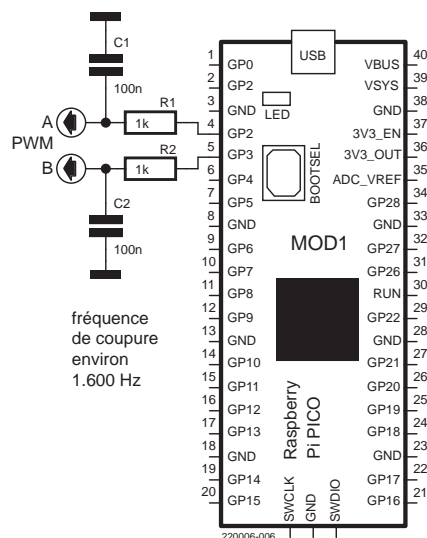 C1
100n
A
PWM
B
R1
1k
R2
1k
C2
100n
fréquence
de coupure
environ
1.600 Hz
USB
LED
BOOTSEL
MOD1
Raspberry
Pi PICO
1 GP0
2 GP2
3 GND
4 GP2
5 GP3
6 GP4
7 GP5
8 GND
9 GP6
10 GP7
11 GP8
12 GP9
13 GND
14 GP10
15 GP11
16 GP12
17 GP13
18 GND
19 GP14
20 GP15
VBUS 40
VSYS 39
GND 38
3V3_EN 37
3V3_OUT 36
ADC_VREF 35
GP28 34
GND 33
GP27 32
GP26 31
RUN 30
GP22 29
GND 28
GP21 27
GP20 26
GP19 25
GP18 24
GND 23
GP17 22
GP16 21
SWCLK
GND
SWDIO
220006-006